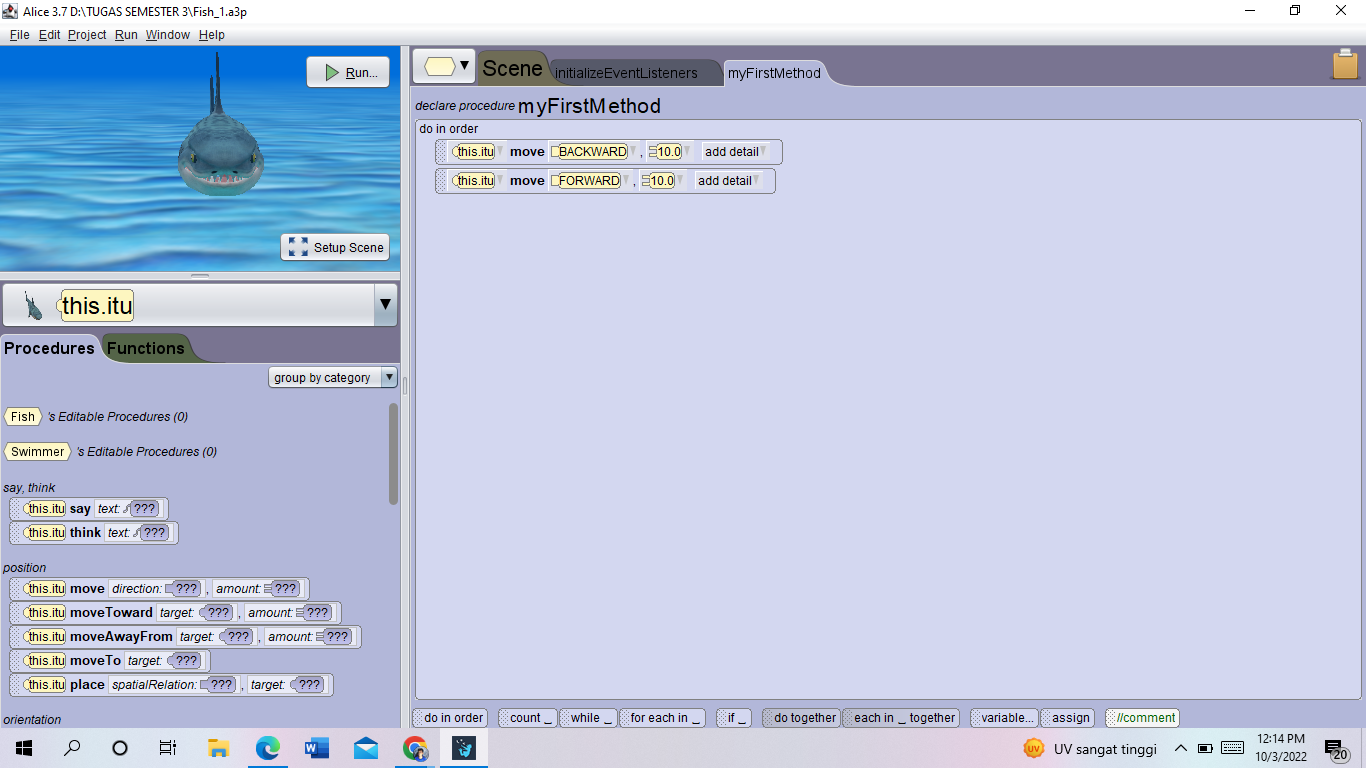 Alice 3.7 D:\TUGAS SEMESTER 3\Fish_1.a3p
File Edit Project Run Window Help
Run...
Setup Scene
this.itu
Procedures Functions
group by category
Fish 's Editable Procedures (0)
Swimmer 's Editable Procedures (0)
say, think
this.itu say text: ???
this.itu think text: ???
position
this.itu move direction: ??? , amount: ???
this.itu moveToward target: ??? , amount: ???
this.itu moveAwayFrom target: ??? , amount: ???
this.itu moveTo target: ???
this.itu place spatialRelation: ??? , target: ???
orientation
Scene initializeEventListeners myFirstMethod
declare procedure myFirstMethod
do in order
this.itu move BACKWARD , 10.0 add detail
this.itu move FORWARD , 10.0 add detail
do in order count _ while _ for each in _ if _ do together each in _ together variable... assign //comment
UV UV sangat tinggi
12:14 PM
10/3/2022
20